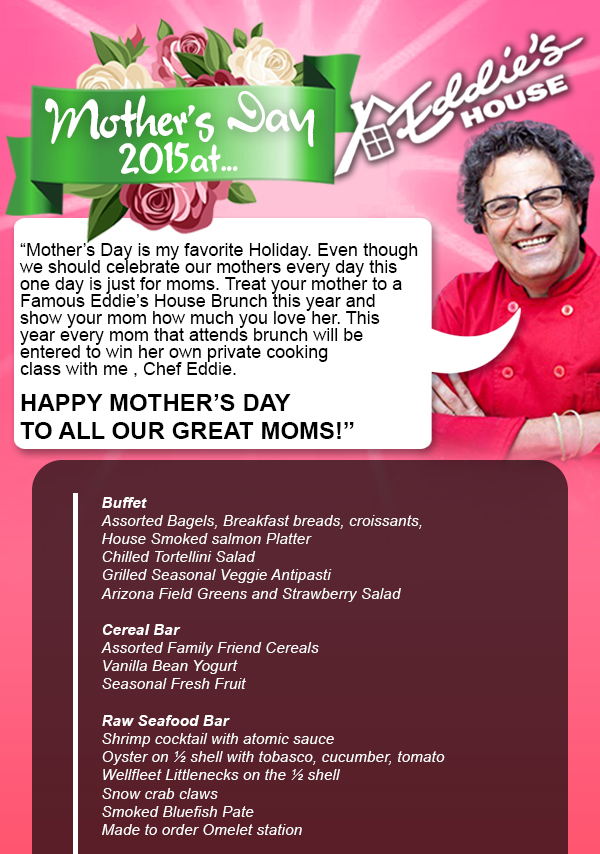 Mother's Day
2015 at...
Eddie's
HOUSE
“Mother’s Day is my favorite Holiday. Even though
we should celebrate our mothers every day this
one day is just for moms. Treat your mother to a
Famous Eddie’s House Brunch this year and
show your mom how much you love her. This
year every mom that attends brunch will be
entered to win her own private cooking
class with me , Chef Eddie.
HAPPY MOTHER’S DAY
TO ALL OUR GREAT MOMS!”
Buffet
Assorted Bagels, Breakfast breads, croissants,
House Smoked salmon Platter
Chilled Tortellini Salad
Grilled Seasonal Veggie Antipasti
Arizona Field Greens and Strawberry Salad
Cereal Bar
Assorted Family Friend Cereals
Vanilla Bean Yogurt
Seasonal Fresh Fruit
Raw Seafood Bar
Shrimp cocktail with atomic sauce
Oyster on ½ shell with tobasco, cucumber, tomato
Wellfleet Littlenecks on the ½ shell
Snow crab claws
Smoked Bluefish Pate
Made to order Omelet station